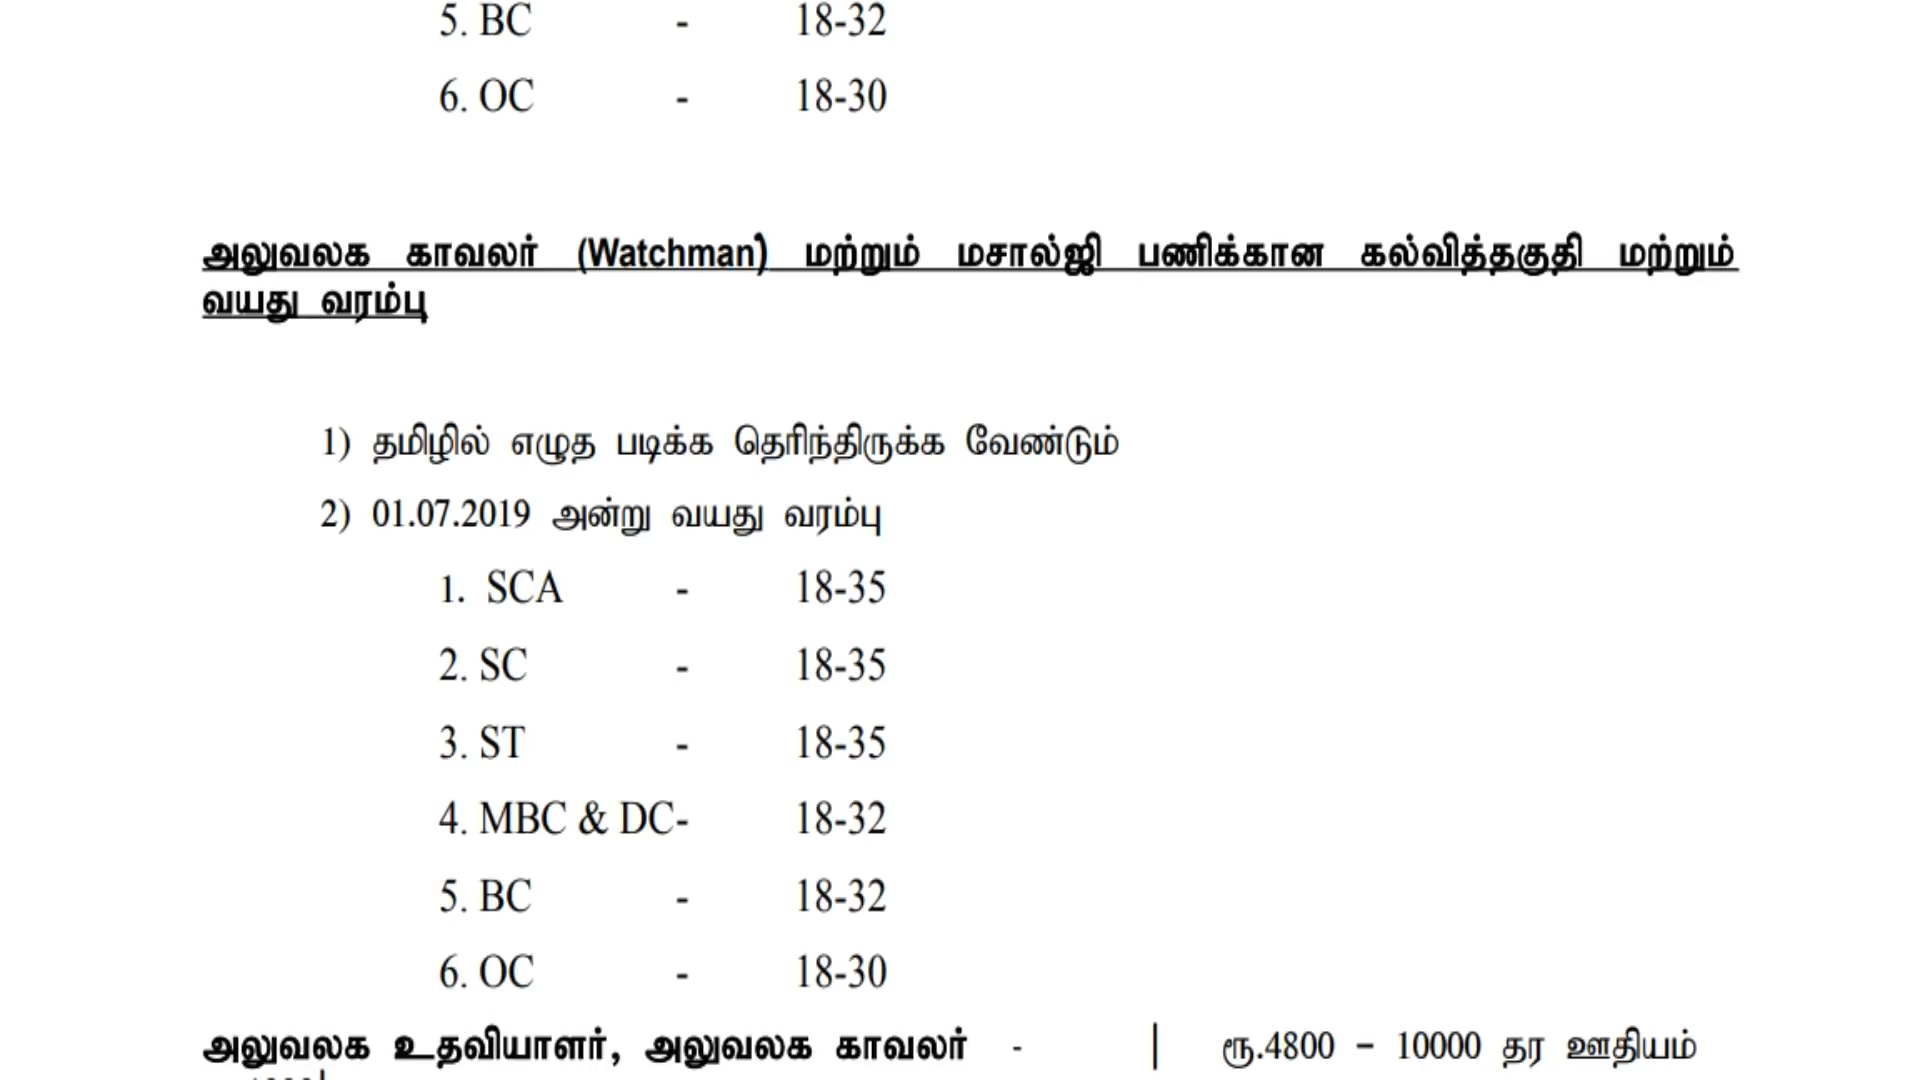 5. BC - 18-32
6. OC - 18-30
அலுவலக காவலர் (Watchman) மற்றும் மசால்ஜி பணிக்கான கல்வித்தகுதி மற்றும்
வயது வரம்பு
1) தமிழில் எழுத படிக்க தெரிந்திருக்க வேண்டும்
2) 01.07.2019 அன்று வயது வரம்பு
1. SCA - 18-35
2. SC - 18-35
3. ST - 18-35
4. MBC & DC- 18-32
5. BC - 18-32
6. OC - 18-30
அலுவலக உதவியாளர், அலுவலக காவலர் - | ரூ.4800 – 10000 தர ஊதியம்